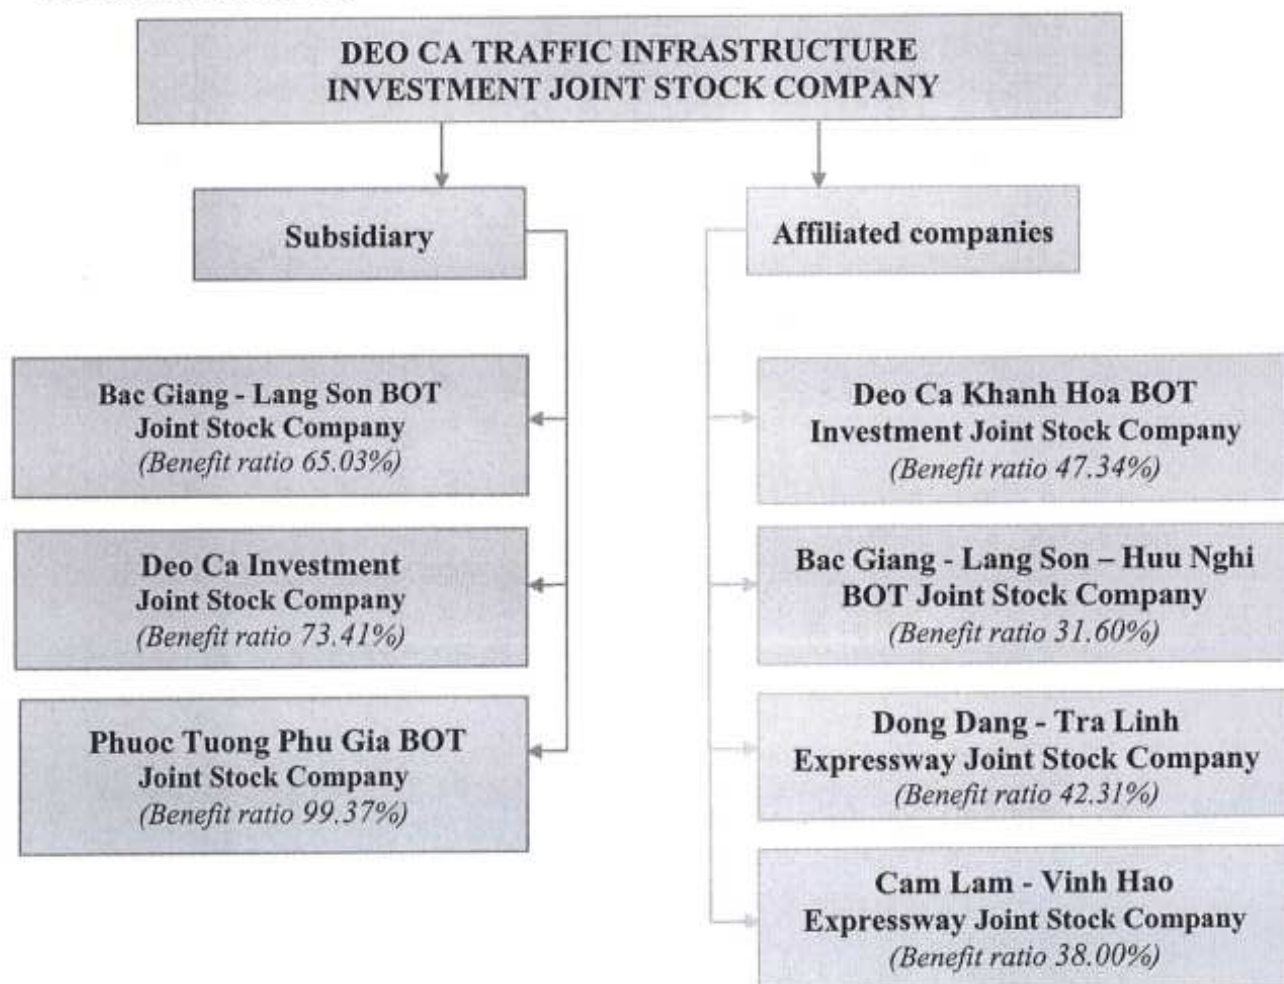 DEO CA TRAFFIC INFRASTRUCTURE
INVESTMENT JOINT STOCK COMPANY
Subsidiary
Affiliated companies
Bac Giang - Lang Son BOT
Joint Stock Company
(Benefit ratio 65.03%)
Deo Ca Investment
Joint Stock Company
(Benefit ratio 73.41%)
Phuoc Tuong Phu Gia BOT
Joint Stock Company
(Benefit ratio 99.37%)
Deo Ca Khanh Hoa BOT
Investment Joint Stock Company
(Benefit ratio 47.34%)
Bac Giang - Lang Son – Huu Nghi
BOT Joint Stock Company
(Benefit ratio 31.60%)
Dong Dang - Tra Linh
Expressway Joint Stock Company
(Benefit ratio 42.31%)
Cam Lam - Vinh Hao
Expressway Joint Stock Company
(Benefit ratio 38.00%)